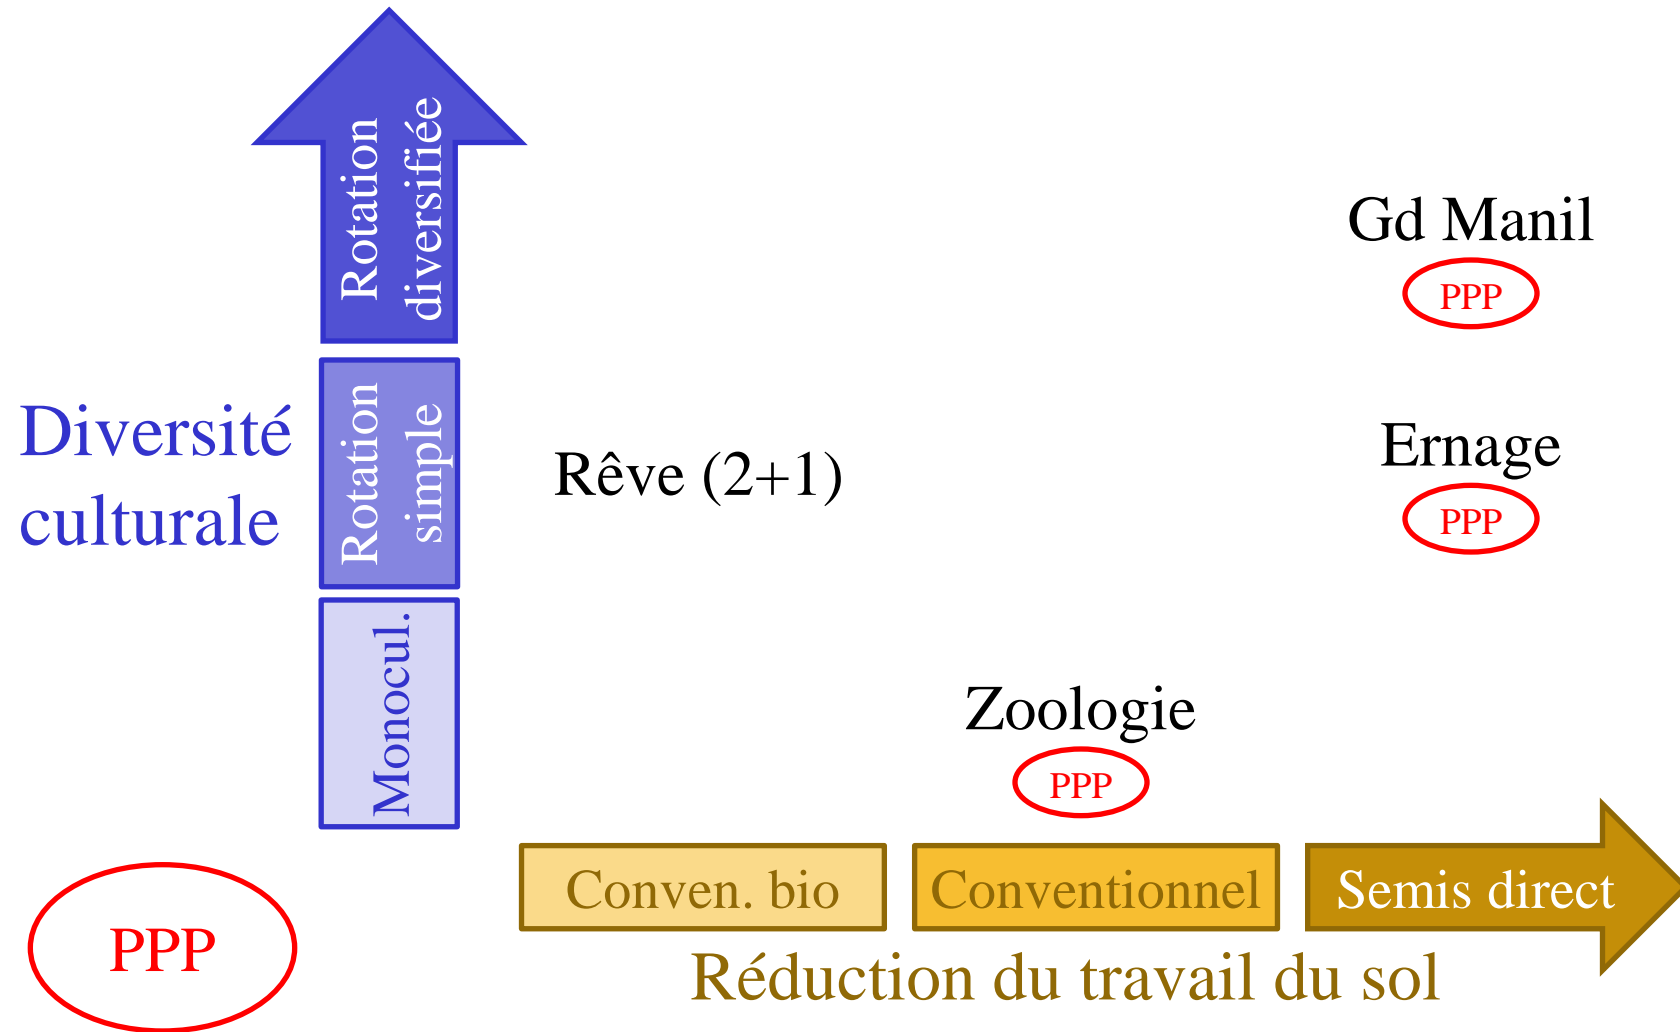 Rotation
diversifiée
Gd Manil
PPP
Diversité
culturale
Rotation
simple
Rêve (2+1)
Ernage
PPP
Monocul.
Zoologie
PPP
Conven. bio
Conventionnel
Semis direct
PPP
Réduction du travail du sol